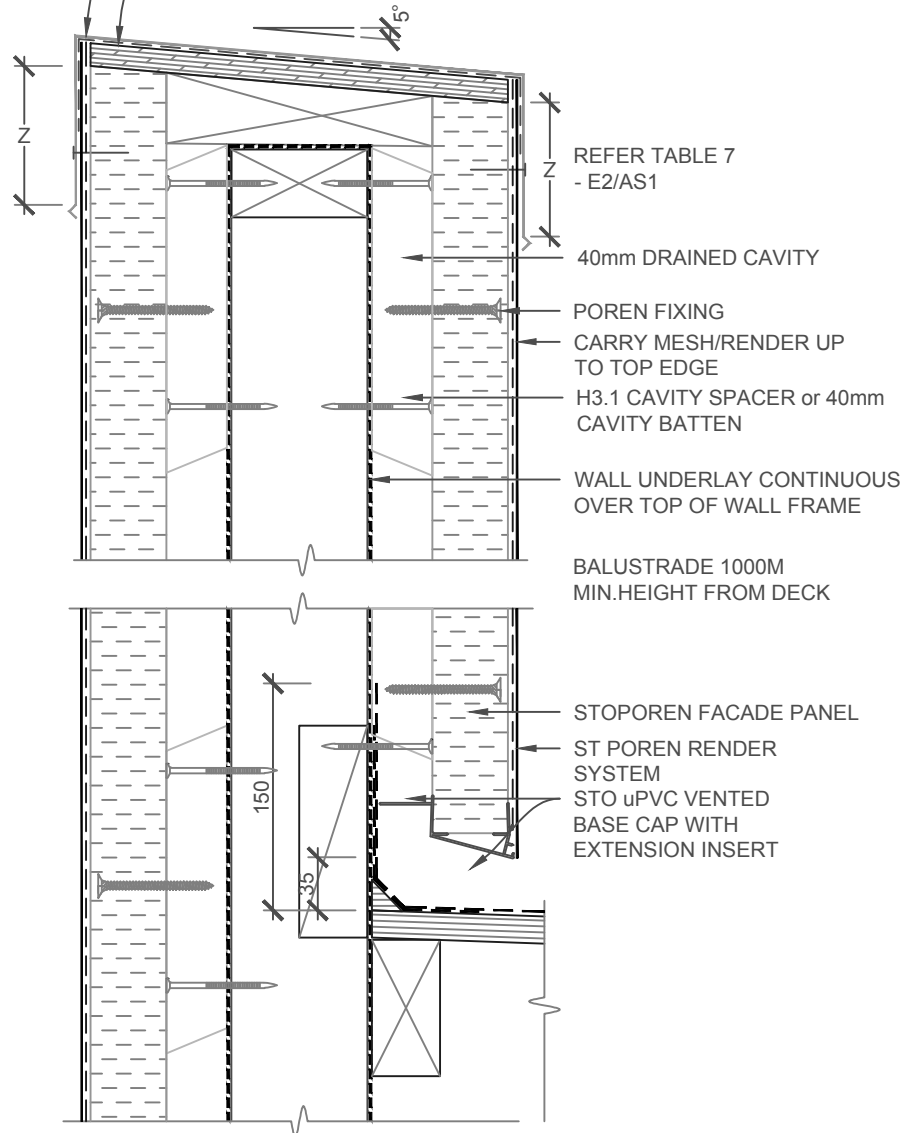 5°
Z
Z
REFER TABLE 7
- E2/AS1
40mm DRAINED CAVITY
POREN FIXING
CARRY MESH/RENDER UP
TO TOP EDGE
H3.1 CAVITY SPACER or 40mm
CAVITY BATTEN
WALL UNDERLAY CONTINUOUS
OVER TOP OF WALL FRAME
BALUSTRADE 1000M
MIN.HEIGHT FROM DECK
STOPOREN FACADE PANEL
ST POREN RENDER
SYSTEM
STO uPVC VENTED
BASE CAP WITH
EXTENSION INSERT
150
35